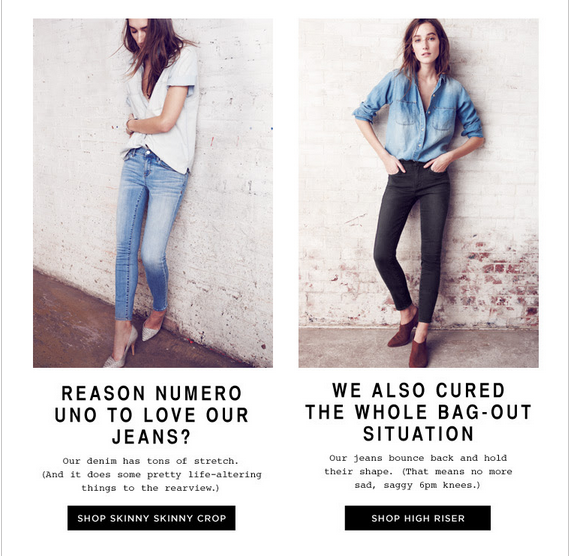 REASON NUMERO
UNO TO LOVE OUR
JEANS?
Our denim has tons of stretch.
(And it does some pretty life-altering
things to the rearview.)
SHOP SKINNY SKINNY CROP
WE ALSO CURED
THE WHOLE BAG-OUT
SITUATION
Our jeans bounce back and hold
their shape. (That means no more
sad, saggy 6pm knees.)
SHOP HIGH RISER